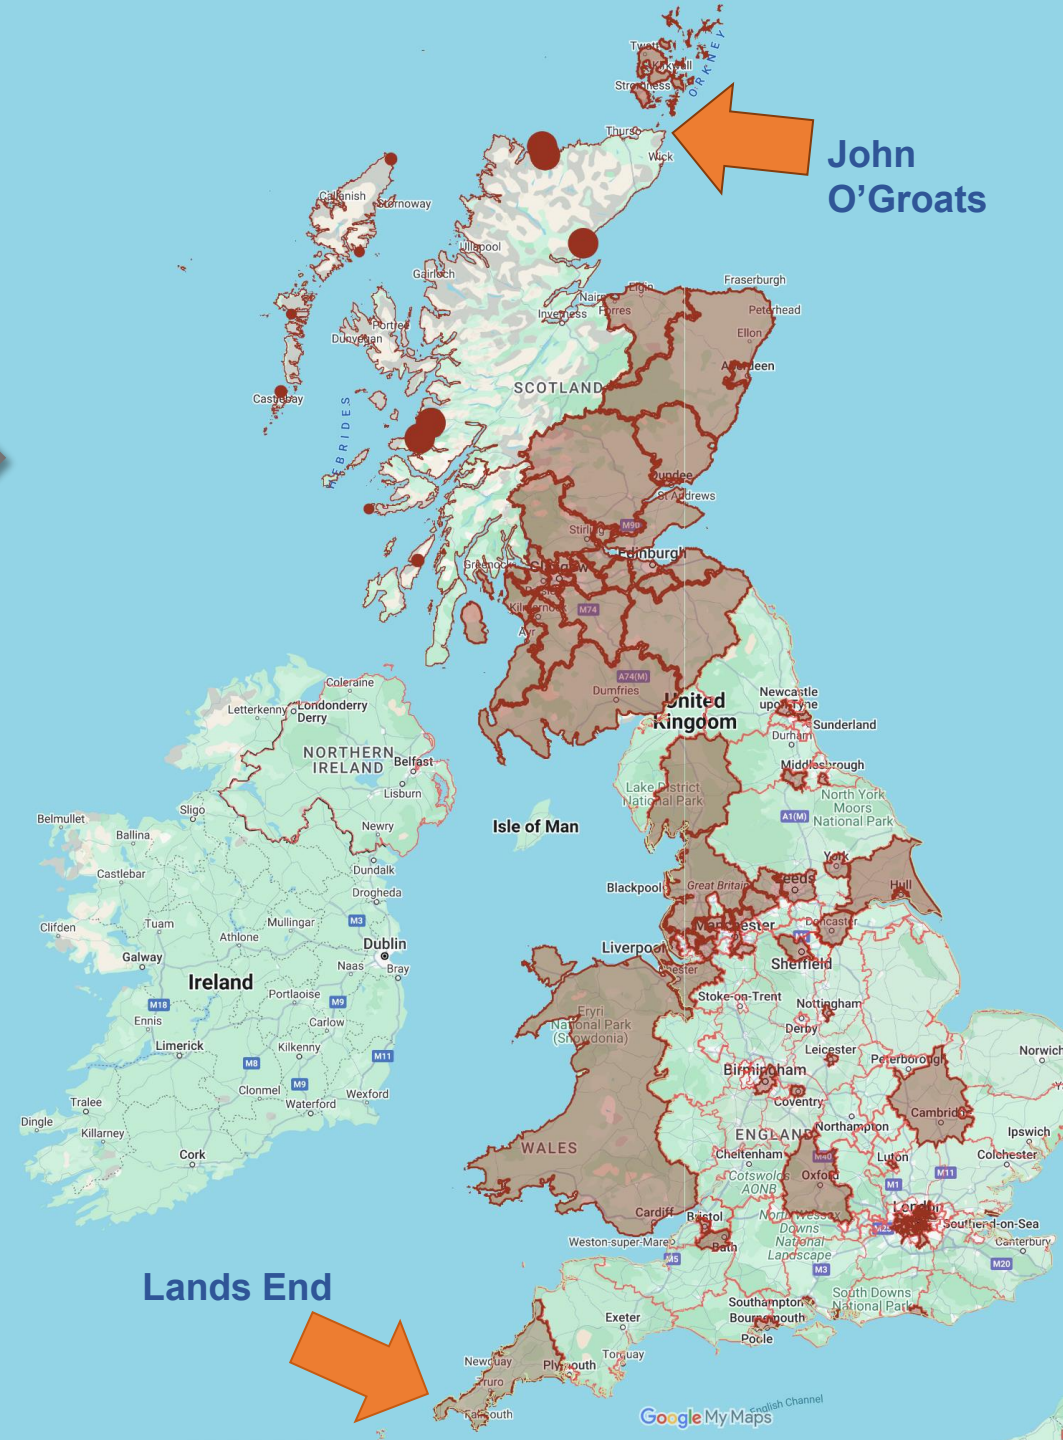 Twatt
Kirkwall
Stromness
ORKNEY
Thurso
Wick
John
O'Groats
Callanish
Stornoway
Ullapool
Gairloch
Fraserburgh
Elgin
Nairn
Forres
Peterhead
Inverness
Portree
Dunvegan
Ellon
Aberdeen
SCOTLAND
Castlebay
HEBRIDES
Dundee
St Andrews
M90
Stirling
Edinburgh
Greenock
Glasgow
Paisley
Kilmarnock
M74
Ayr
A74(M)
Dumfries
United
Kingdom
Newcastle
upon Tyne
Sunderland
Durham
Middlesbrough
Coleraine
Letterkenny
Londonderry
Derry
NORTHERN
IRELAND
Belfast
Lisburn
Lake District
National Park
North York
Moors
National Park
A1(M)
Sligo
Belmullet
Ballina
Newry
Isle of Man
Castlebar
Dundalk
Drogheda
York
Leeds
Hull
Blackpool
Great Britain
Clifden
Tuam
Mullingar
M3
Athlone
Manchester
Doncaster
Galway
Dublin
Liverpool
Sheffield
Naas
Bray
Chester
Ireland
Portlaoise
M9
M18
Ennis
Carlow
Stoke-on-Trent
Nottingham
Derby
Eryri
National Park
(Snowdonia)
Limerick
Kilkenny
M8
M11
Leicester
Peterborough
Norwich
Birmingham
Clonmel
M9
Wexford
Waterford
Tralee
Dingle
Killarney
Coventry
Cambridge
Northampton
Ipswich
WALES
ENGLAND
Cork
Cheltenham
M40
Luton
Colchester
Cotswolds
AONB
Oxford
M11
M1
Cardiff
Bristol
North Wessex
Downs
National
Landscape
London
M25
Southend-on-Sea
Weston-super-Mare
Bath
Canterbury
M5
M3
M20
Lands End
South Downs
National Park
Southampton
Bournemouth
Poole
Exeter
Newquay
Plymouth
Torquay
Truro
Falmouth
English Channel
Google My Maps